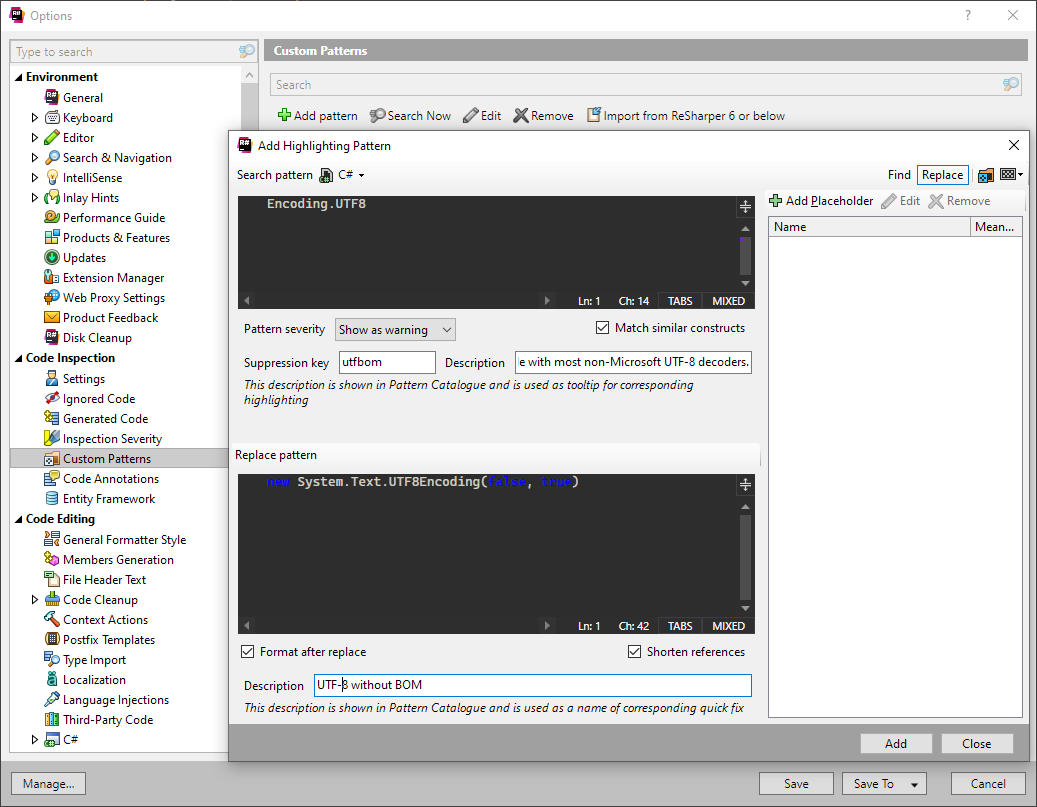 Options
?
Type to search
Environment
General
Keyboard
Editor
Search & Navigation
IntelliSense
Inlay Hints
Performance Guide
Products & Features
Updates
Extension Manager
Web Proxy Settings
Product Feedback
Disk Cleanup
Code Inspection
Settings
Ignored Code
Generated Code
Inspection Severity
Custom Patterns
Code Annotations
Entity Framework
Code Editing
General Formatter Style
Members Generation
File Header Text
Code Cleanup
Context Actions
Postfix Templates
Type Import
Localization
Language Injections
Third-Party Code
C#
Custom Patterns
Search
Add pattern Search Now Edit Remove Import from ReSharper 6 or below
Add Highlighting Pattern
Search pattern C# Find Replace
Encoding.UTF8
Ln: 1 Ch: 14 TABS MIXED
Pattern severity Show as warning Match similar constructs
Suppression key utfbom Description e with most non-Microsoft UTF-8 decoders.
This description is shown in Pattern Catalogue and is used as tooltip for corresponding
highlighting
Replace pattern
new System.Text.UTF8Encoding(false, true)
Ln: 1 Ch: 42 TABS MIXED
Format after replace Shorten references
Description UTF-8 without BOM
This description is shown in Pattern Catalogue and is used as a name of corresponding quick fix
Add Placeholder Edit Remove
Name Mean...
Add Close
Manage... Save Save To Cancel